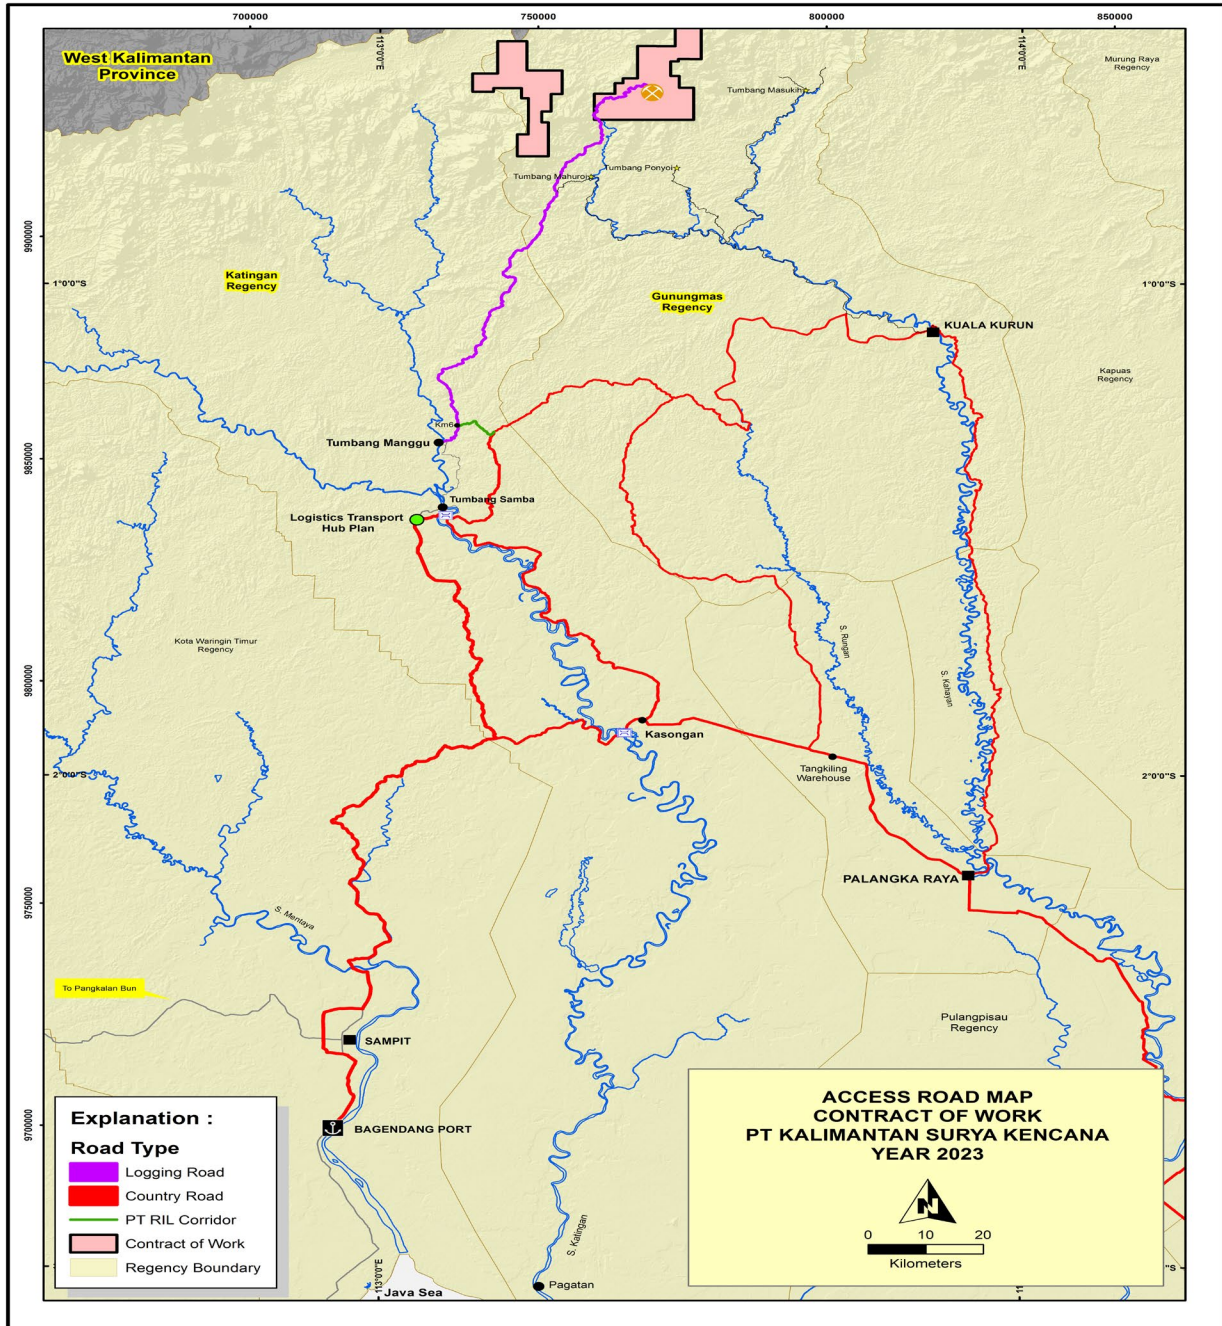 700000
750000
800000
850000
113°0'0"E
114°0'0"E
West Kalimantan
Province
Murung Raya
Regency
Tumbang Masukih
Tumbang Ponyoi
Tumbang Mahuroi
9900000
Katingan
Regency
1°0'0"S
1°0'0"S
Gunungmas
Regency
KUALA KURUN
Kapuas
Regency
Km6
Tumbang Manggu
9850000
Tumbang Samba
Logistics Transport
Hub Plan
Kota Waringin Timur
Regency
S. Rungan
S. Kahayan
9800000
Kasongan
Tangkiling
Warehouse
2°0'0"S
2°0'0"S
PALANGKA RAYA
9750000
S. Mentaya
To Pangkalan Bun
Pulangpisau
Regency
SAMPIT
9700000
BAGENDANG PORT
S. Katingan
Pagatan
113°0'0"E
Java Sea
Explanation :
Road Type
Logging Road
Country Road
PT RIL Corridor
Contract of Work
Regency Boundary
ACCESS ROAD MAP
CONTRACT OF WORK
PT KALIMANTAN SURYA KENCANA
YEAR 2023
N
0 10 20
Kilometers